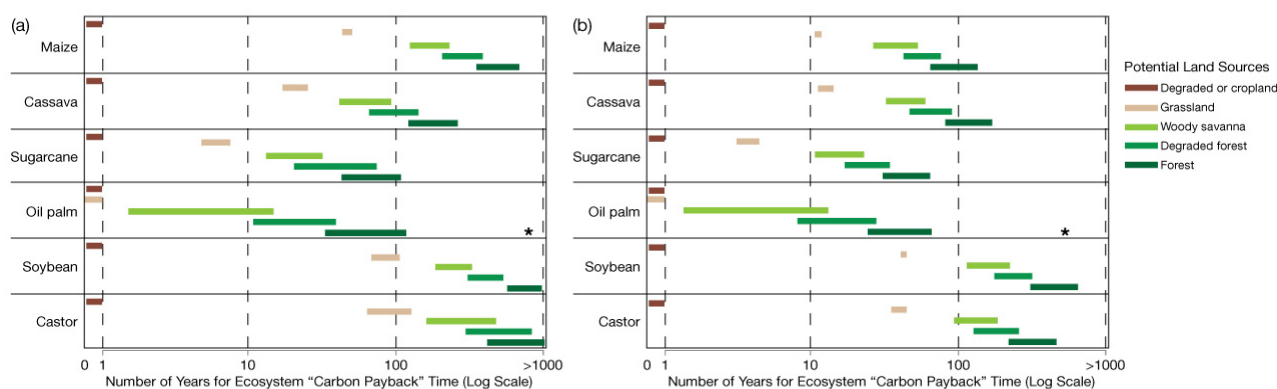 (a)
Maize
Cassava
Sugarcane
Oil palm
*
Soybean
Castor
0 1 10 100 >1000
Number of Years for Ecosystem “Carbon Payback” Time (Log Scale)
(b)
Maize
Cassava
Sugarcane
Oil palm
*
Soybean
Castor
0 1 10 100 >1
Number of Years for Ecosystem “Carbon Payback” Time (Log Scale)
Potential Land Sources
Degraded or cropland
Grassland
Woody savanna
Degraded forest
Forest